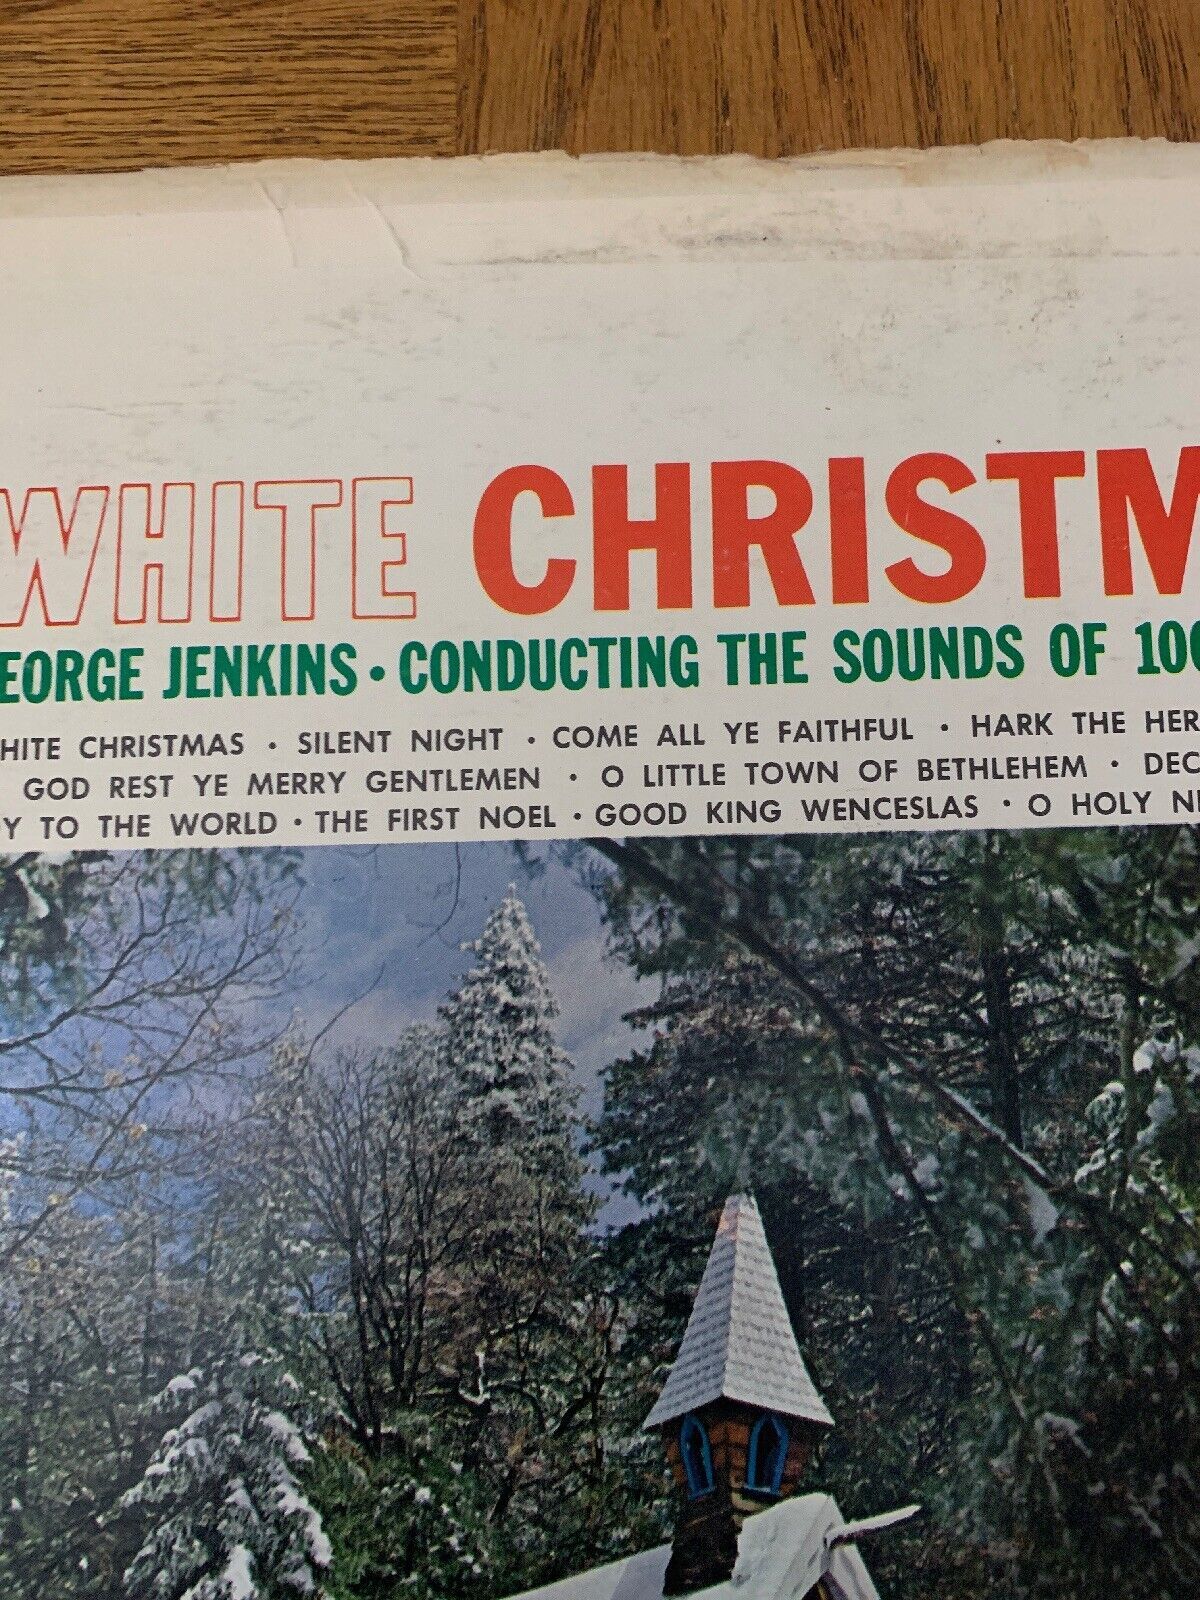 WHITE CHRISTM
EORGE JENKINS • CONDUCTING THE SOUNDS OF 100
HITE CHRISTMAS • SILENT NIGHT • COME ALL YE FAITHFUL • HARK THE HER
GOD REST YE MERRY GENTLEMEN • O LITTLE TOWN OF BETHLEHEM • DEC
Y TO THE WORLD • THE FIRST NOEL • GOOD KING WENCESLAS • O HOLY NI